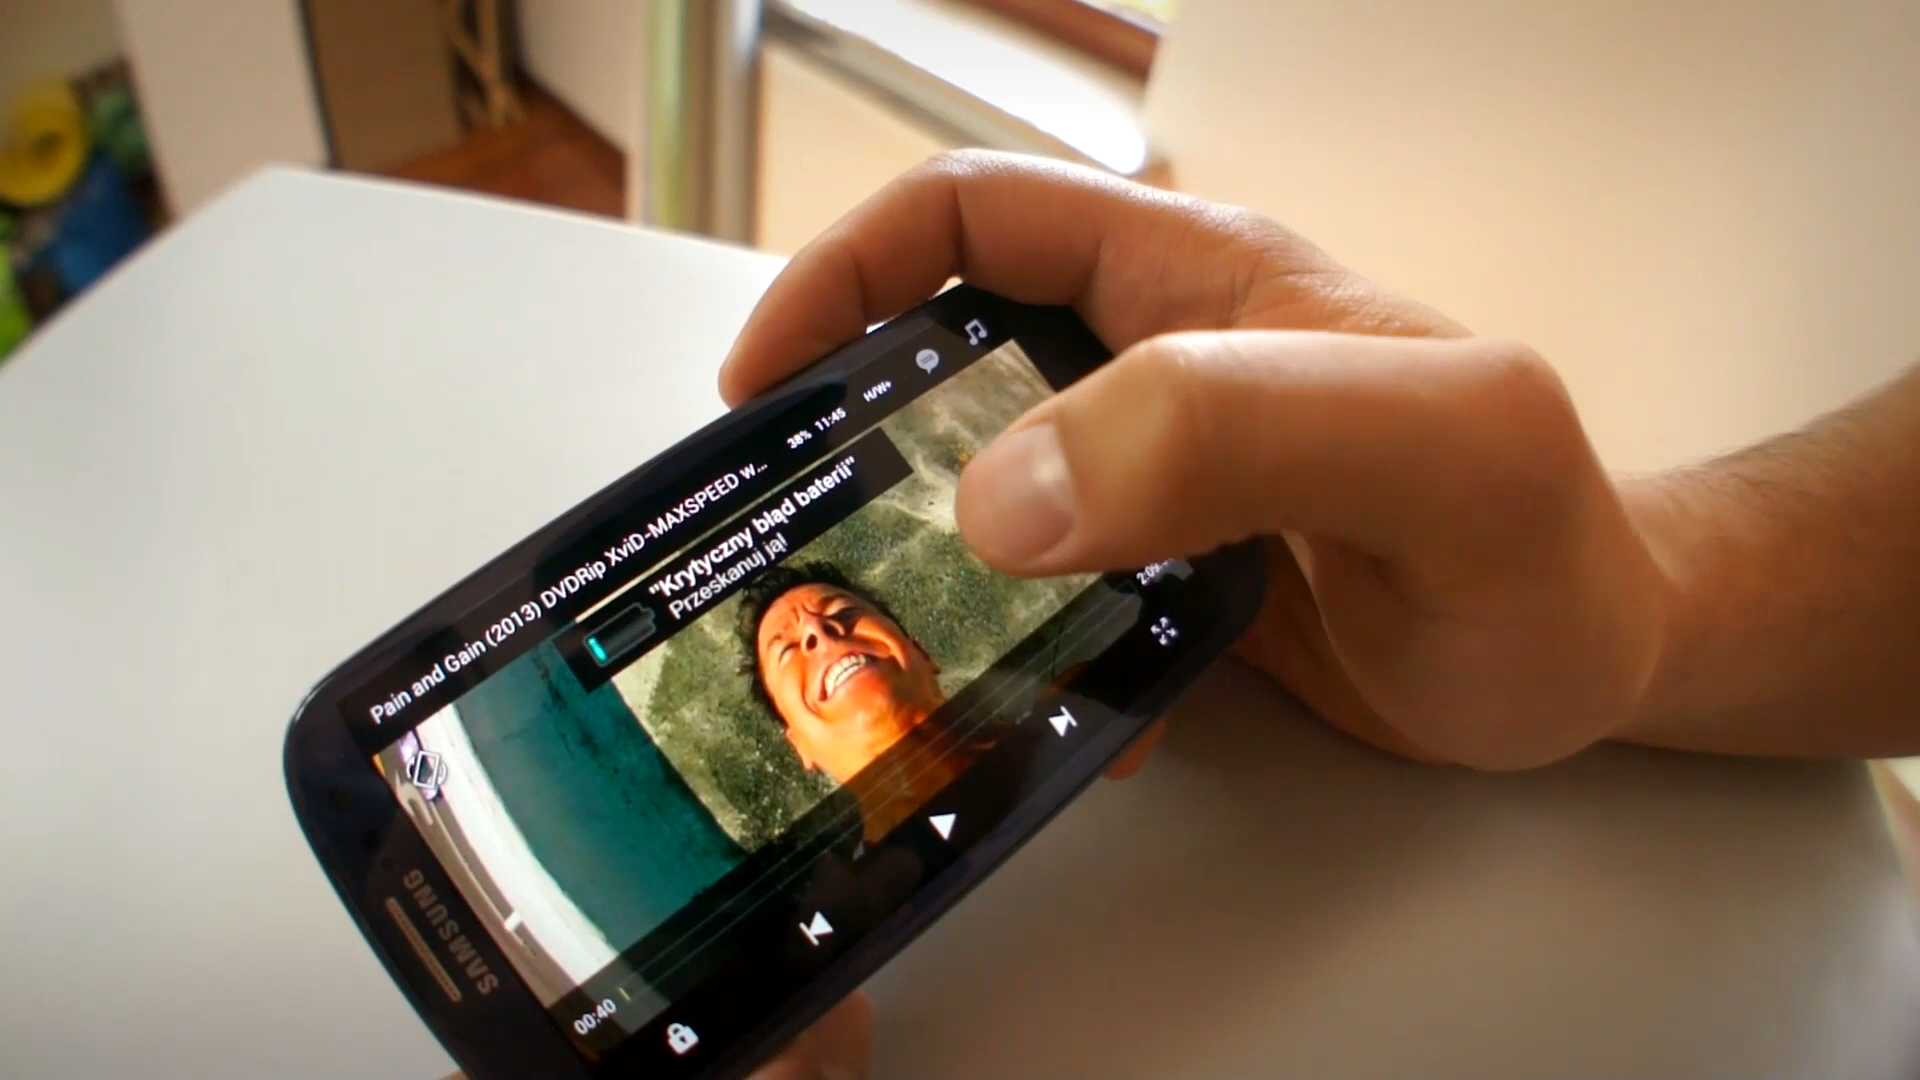 Pain and Gain (2013) DVDRip XviD-MAXSPEED w...
38% 11:45 H/W+
"Krytyczny błąd baterii"
Przeskanuj ją!
00:40
SAMSUNG